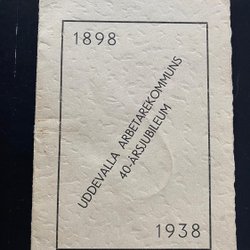 1898
UDDEVALLA ARBETAREKOMMUNS
40-ÅRSJUBILEUM
1938